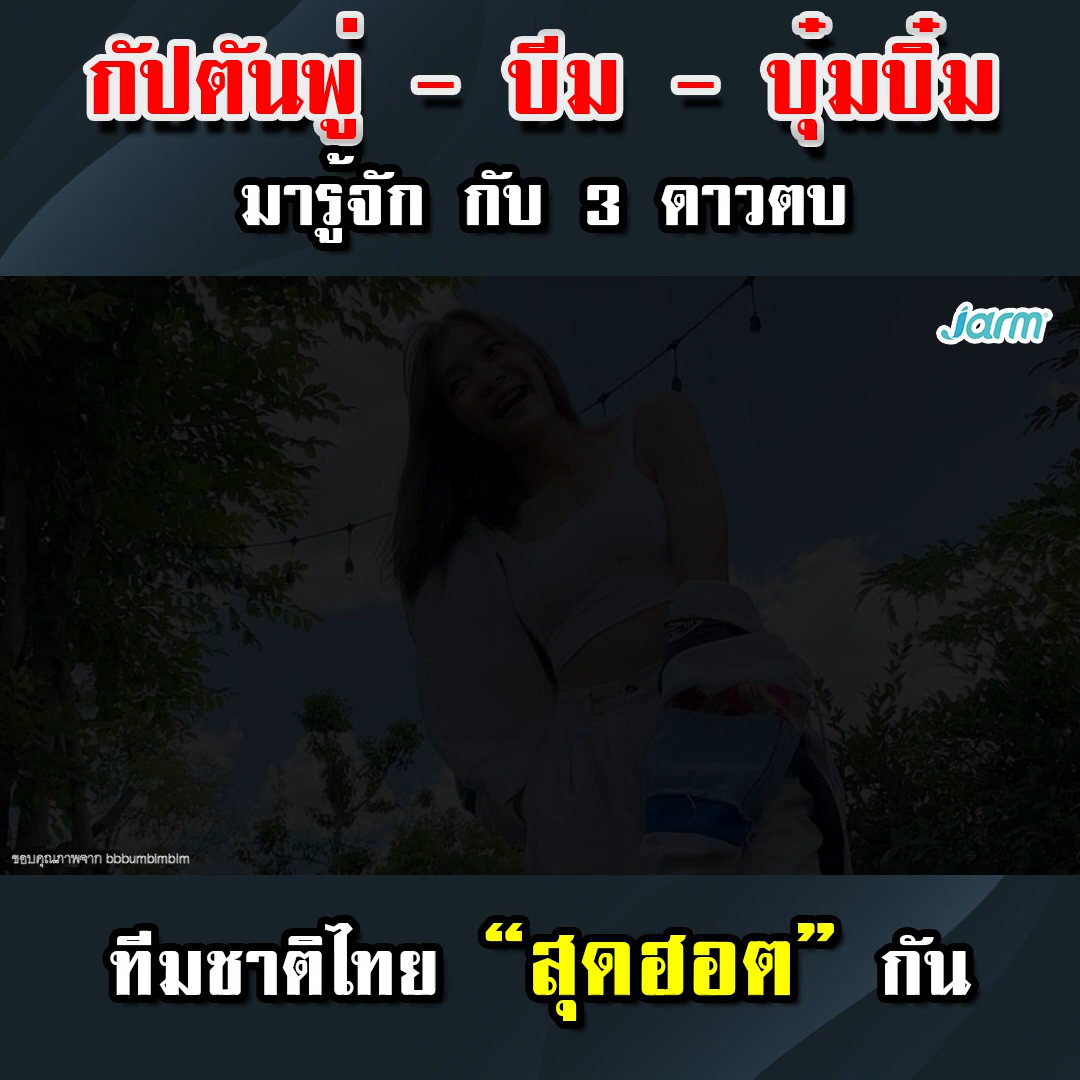 กัปตันพู่ - บีม - บุ๋มบิ๋ม
มารู้จัก กับ 3 ดาวตบ
jarm
ขอบคุณภาพจาก bbbumbimbim
ทีมชาติไทย “สุดฮอต” กัน